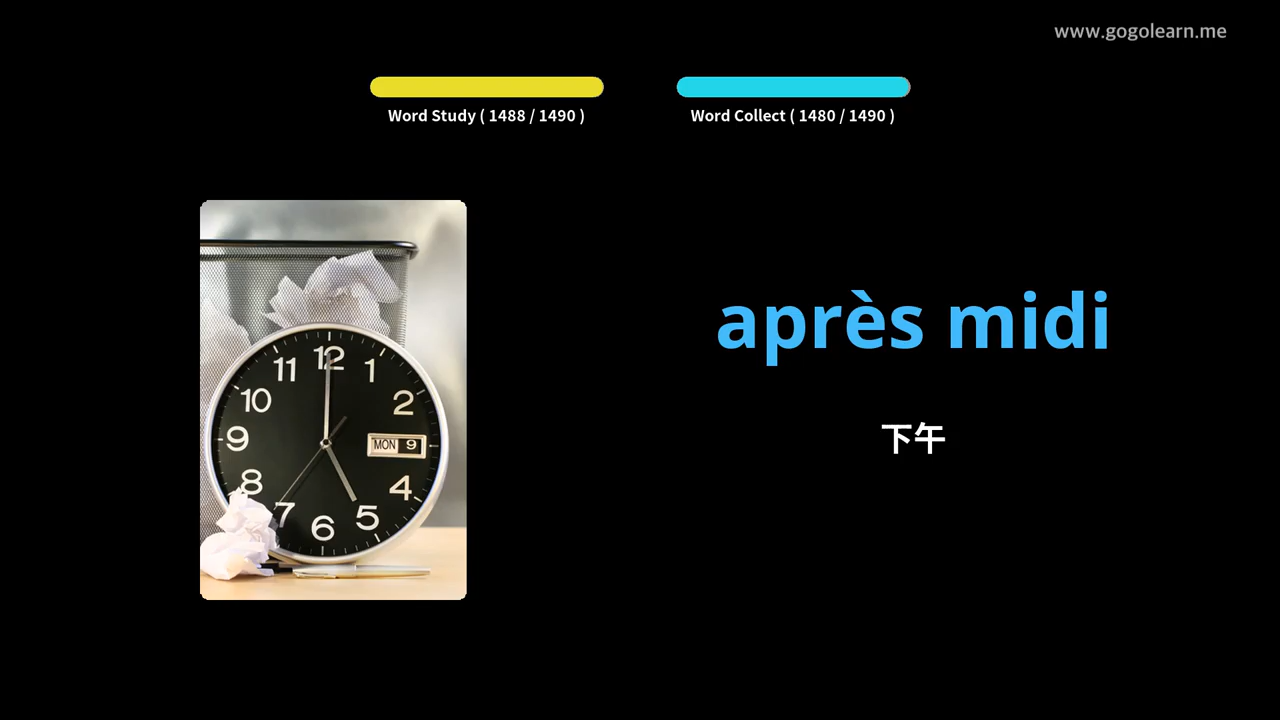 www.gogolearn.me
Word Study ( 1488 / 1490 )
Word Collect ( 1480 / 1490 )
après midi
下午
12
1
2
MON 9
4
5
6
7
8
9
10
11